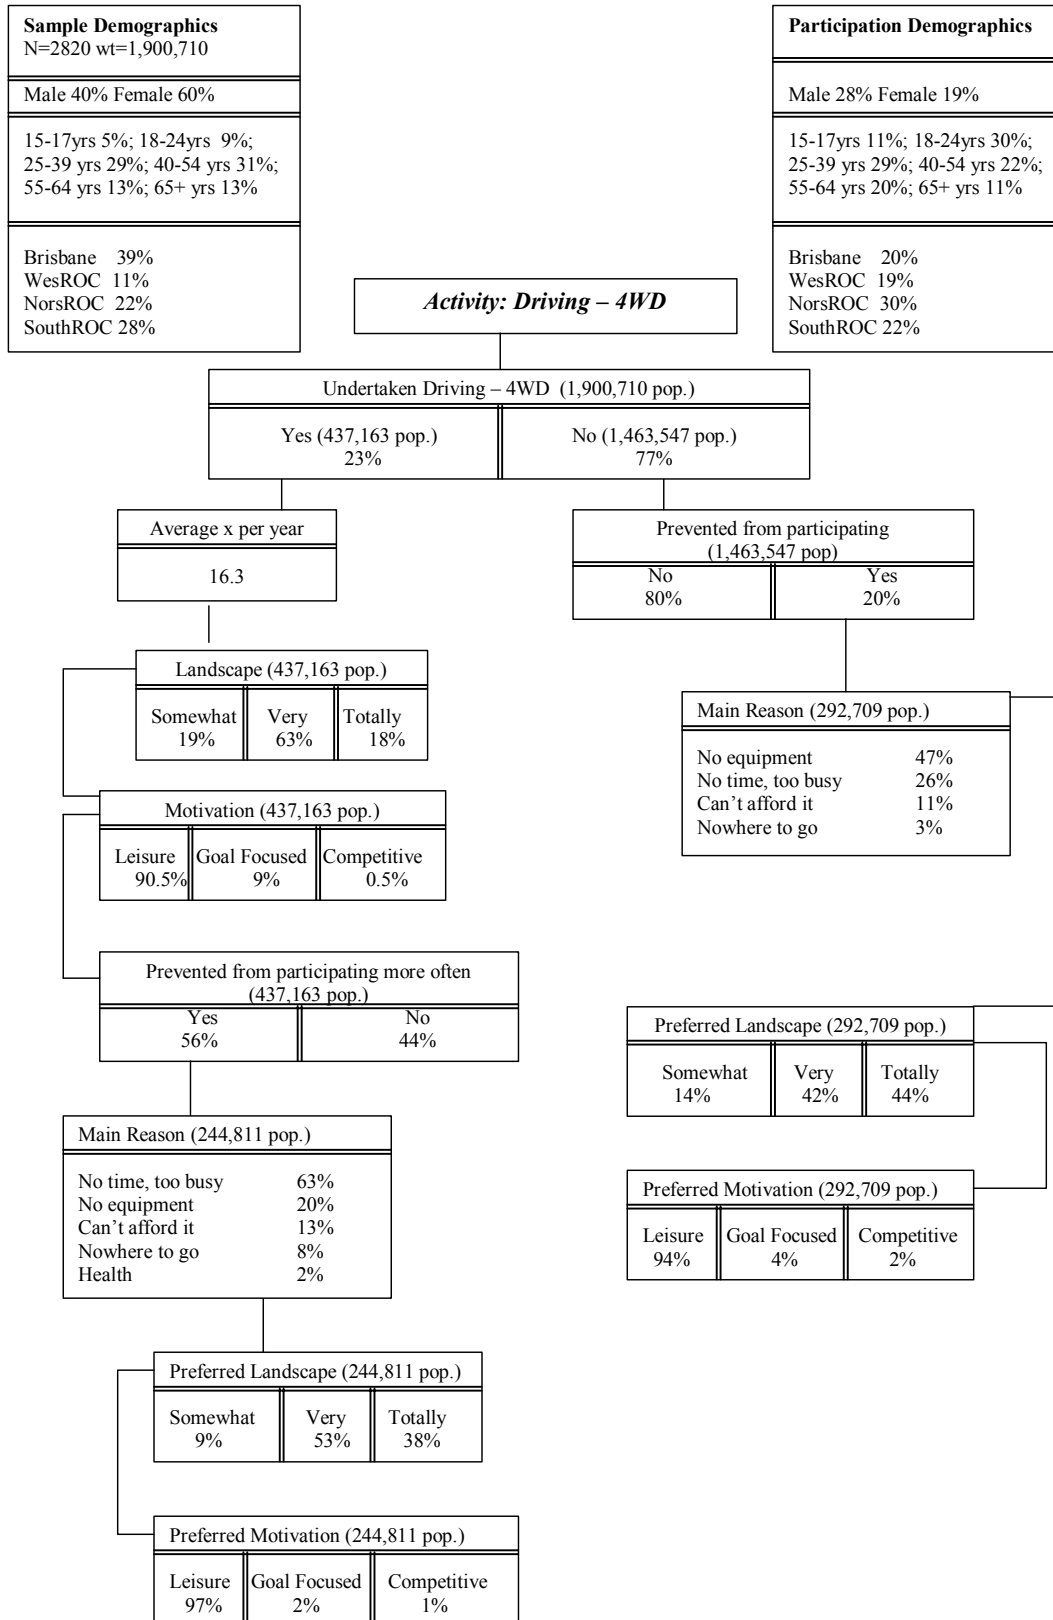 Sample Demographics
N=2820 wt=1,900,710
Male 40% Female 60%
15-17yrs 5%; 18-24yrs 9%;
25-39 yrs 29%; 40-54 yrs 31%;
55-64 yrs 13%; 65+ yrs 13%
Brisbane 39%
WesROC 11%
NorsROC 22%
SouthROC 28%
Participation Demographics
Male 28% Female 19%
15-17yrs 11%; 18-24yrs 30%;
25-39 yrs 29%; 40-54 yrs 22%;
55-64 yrs 20%; 65+ yrs 11%
Brisbane 20%
WesROC 19%
NorsROC 30%
SouthROC 22%
Activity: Driving – 4WD
Undertaken Driving – 4WD (1,900,710 pop.)
Yes (437,163 pop.)
23%
No (1,463,547 pop.)
77%
Average x per year
16.3
Prevented from participating
(1,463,547 pop)
No
80%
Yes
20%
Landscape (437,163 pop.)
Somewhat
19%
Very
63%
Totally
18%
Main Reason (292,709 pop.)
No equipment 47%
No time, too busy 26%
Can't afford it 11%
Nowhere to go 3%
Motivation (437,163 pop.)
Leisure
90.5%
Goal Focused
9%
Competitive
0.5%
Prevented from participating more often
(437,163 pop.)
Yes
56%
No
44%
Preferred Landscape (292,709 pop.)
Somewhat
14%
Very
42%
Totally
44%
Main Reason (244,811 pop.)
No time, too busy 63%
No equipment 20%
Can't afford it 13%
Nowhere to go 8%
Health 2%
Preferred Motivation (292,709 pop.)
Leisure
94%
Goal Focused
4%
Competitive
2%
Preferred Landscape (244,811 pop.)
Somewhat
9%
Very
53%
Totally
38%
Preferred Motivation (244,811 pop.)
Leisure
97%
Goal Focused
2%
Competitive
1%